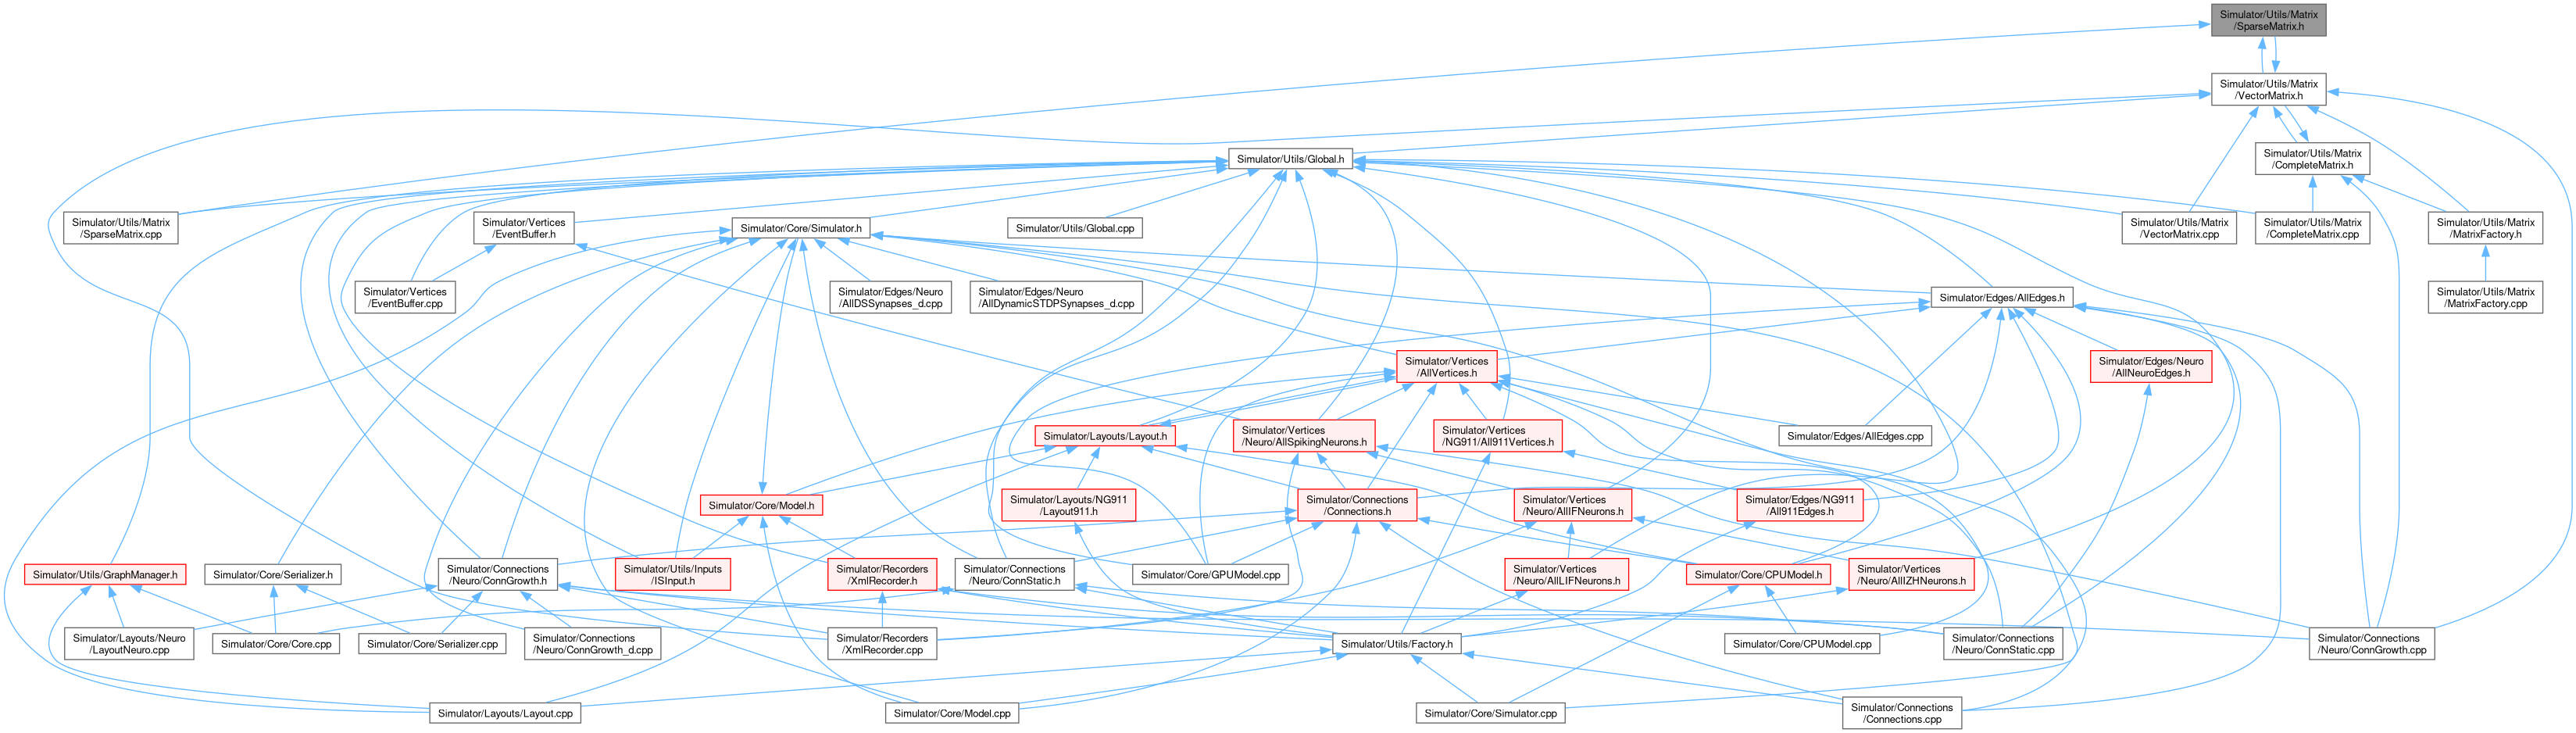 Simulator/Utils/Matrix
/SparseMatrix.h
Simulator/Utils/Matrix
/VectorMatrix.h
Simulator/Utils/Global.h
Simulator/Utils/Matrix
/CompleteMatrix.h
Simulator/Utils/Matrix
/SparseMatrix.cpp
Simulator/Vertices
/EventBuffer.h
Simulator/Core/Simulator.h
Simulator/Utils/Global.cpp
Simulator/Utils/Matrix
/VectorMatrix.cpp
Simulator/Utils/Matrix
/CompleteMatrix.cpp
Simulator/Utils/Matrix
/MatrixFactory.h
Simulator/Vertices
/EventBuffer.cpp
Simulator/Edges/Neuro
/AllDSSynapses_d.cpp
Simulator/Edges/Neuro
/AllDynamicSTDPSynapses_d.cpp
Simulator/Edges/AllEdges.h
Simulator/Utils/Matrix
/MatrixFactory.cpp
Simulator/Vertices
/AllVertices.h
Simulator/Edges/Neuro
/AllNeuroEdges.h
Simulator/Layouts/Layout.h
Simulator/Vertices
/Neuro/AllSpikingNeurons.h
Simulator/Vertices
/NG911/All911Vertices.h
Simulator/Edges/AllEdges.cpp
Simulator/Core/Model.h
Simulator/Layouts/NG911
/Layout911.h
Simulator/Connections
/Connections.h
Simulator/Vertices
/Neuro/AllIFNeurons.h
Simulator/Edges/NG911
/All911Edges.h
Simulator/Utils/GraphManager.h
Simulator/Core/Serializer.h
Simulator/Connections
/Neuro/ConnGrowth.h
Simulator/Utils/Inputs
/ISInput.h
Simulator/Recorders
/XmlRecorder.h
Simulator/Connections
/Neuro/ConnStatic.h
Simulator/Core/GPUModel.cpp
Simulator/Vertices
/Neuro/AllLIFNeurons.h
Simulator/Core/CPUModel.h
Simulator/Vertices
/Neuro/AllIZHNeurons.h
Simulator/Layouts/Neuro
/LayoutNeuro.cpp
Simulator/Core/Core.cpp
Simulator/Core/Serializer.cpp
Simulator/Connections
/Neuro/ConnGrowth_d.cpp
Simulator/Recorders
/XmlRecorder.cpp
Simulator/Utils/Factory.h
Simulator/Core/CPUModel.cpp
Simulator/Connections
/Neuro/ConnStatic.cpp
Simulator/Connections
/Neuro/ConnGrowth.cpp
Simulator/Layouts/Layout.cpp
Simulator/Core/Model.cpp
Simulator/Core/Simulator.cpp
Simulator/Connections
/Connections.cpp